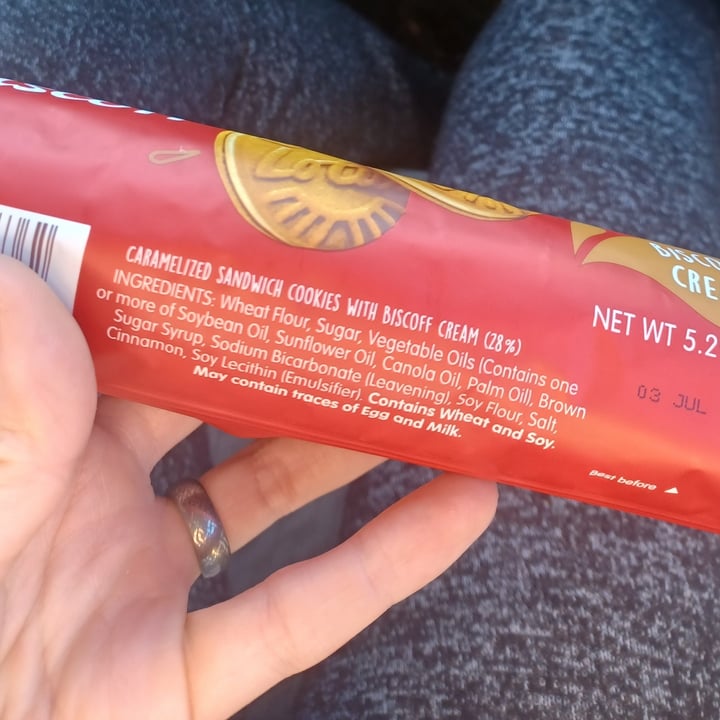 Lotus
BISCO
CRE
CARAMELIZED SANDWICH COOKIES WITH BISCOFF CREAM (28%)
INGREDIENTS: Wheat Flour, Sugar, Vegetable Oils (Contains one
or more of Soybean Oil, Sunflower Oil, Canola Oil, Palm Oil), Brown
Sugar Syrup, Sodium Bicarbonate (Leavening), Soy Flour, Salt,
Cinnamon, Soy Lecithin (Emulsifier). Contains Wheat and Soy.
May contain traces of Egg and Milk.
NET WT 5.2
03 JUL
Best before